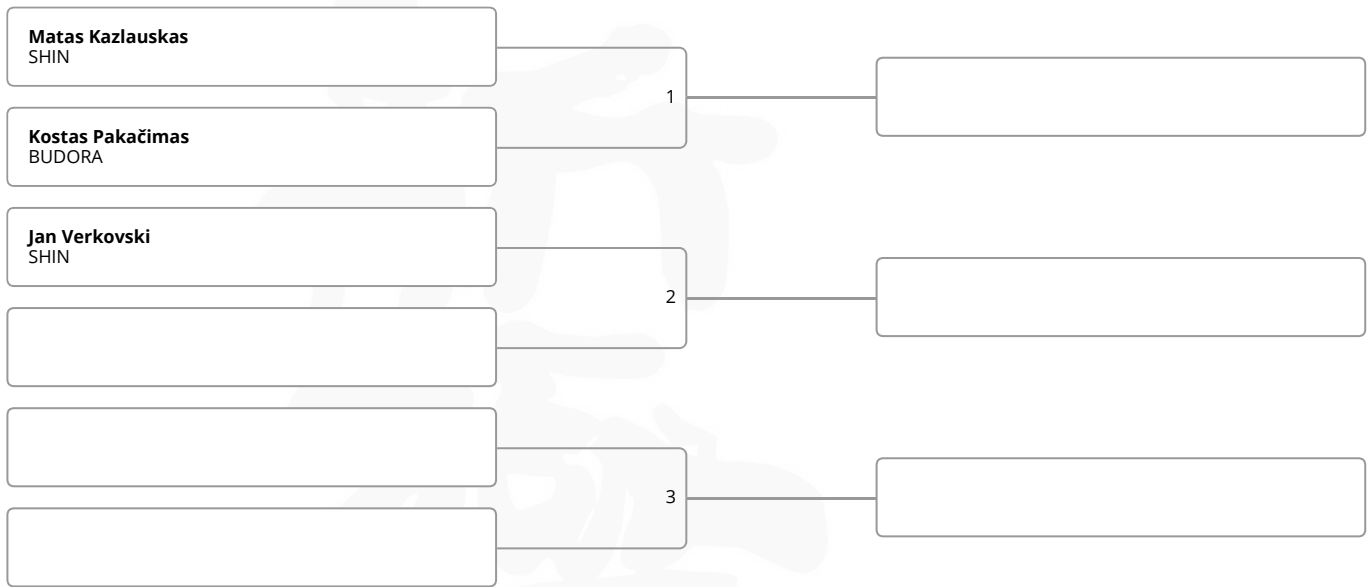 Matas Kazlauskas
SHIN
1
Kostas Pakačimas
BUDORA
Jan Verkovski
SHIN
2
3